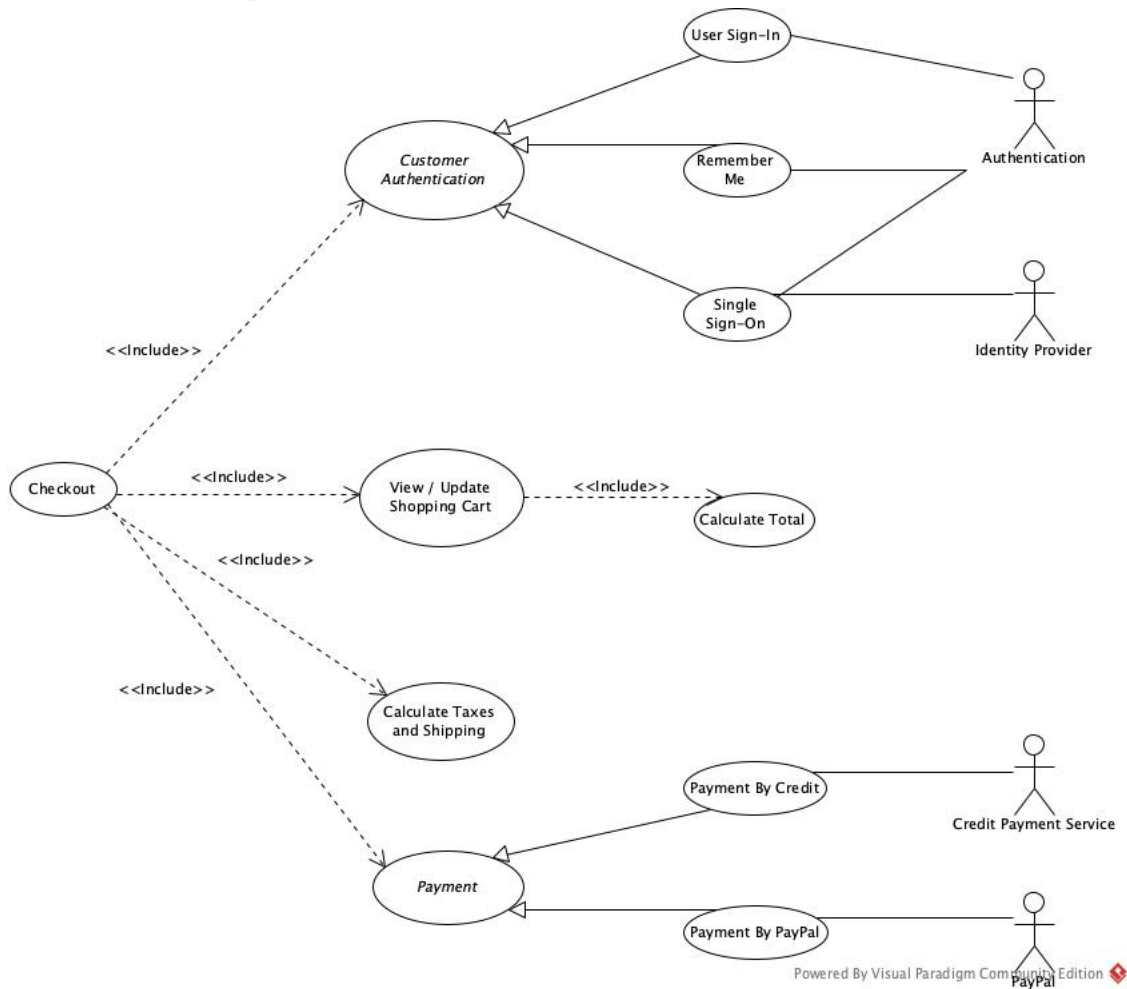 User Sign-In
Authentication
Customer
Authentication
Remember
Me
Single
Sign-On
Identity Provider
<<Include>>
Checkout
<<Include>>
View / Update
Shopping Cart
<<Include>>
Calculate Total
<<Include>>
<<Include>>
Calculate Taxes
and Shipping
Payment By Credit
Credit Payment Service
Payment
Payment By PayPal
PayPal
Powered By Visual Paradigm Community Edition